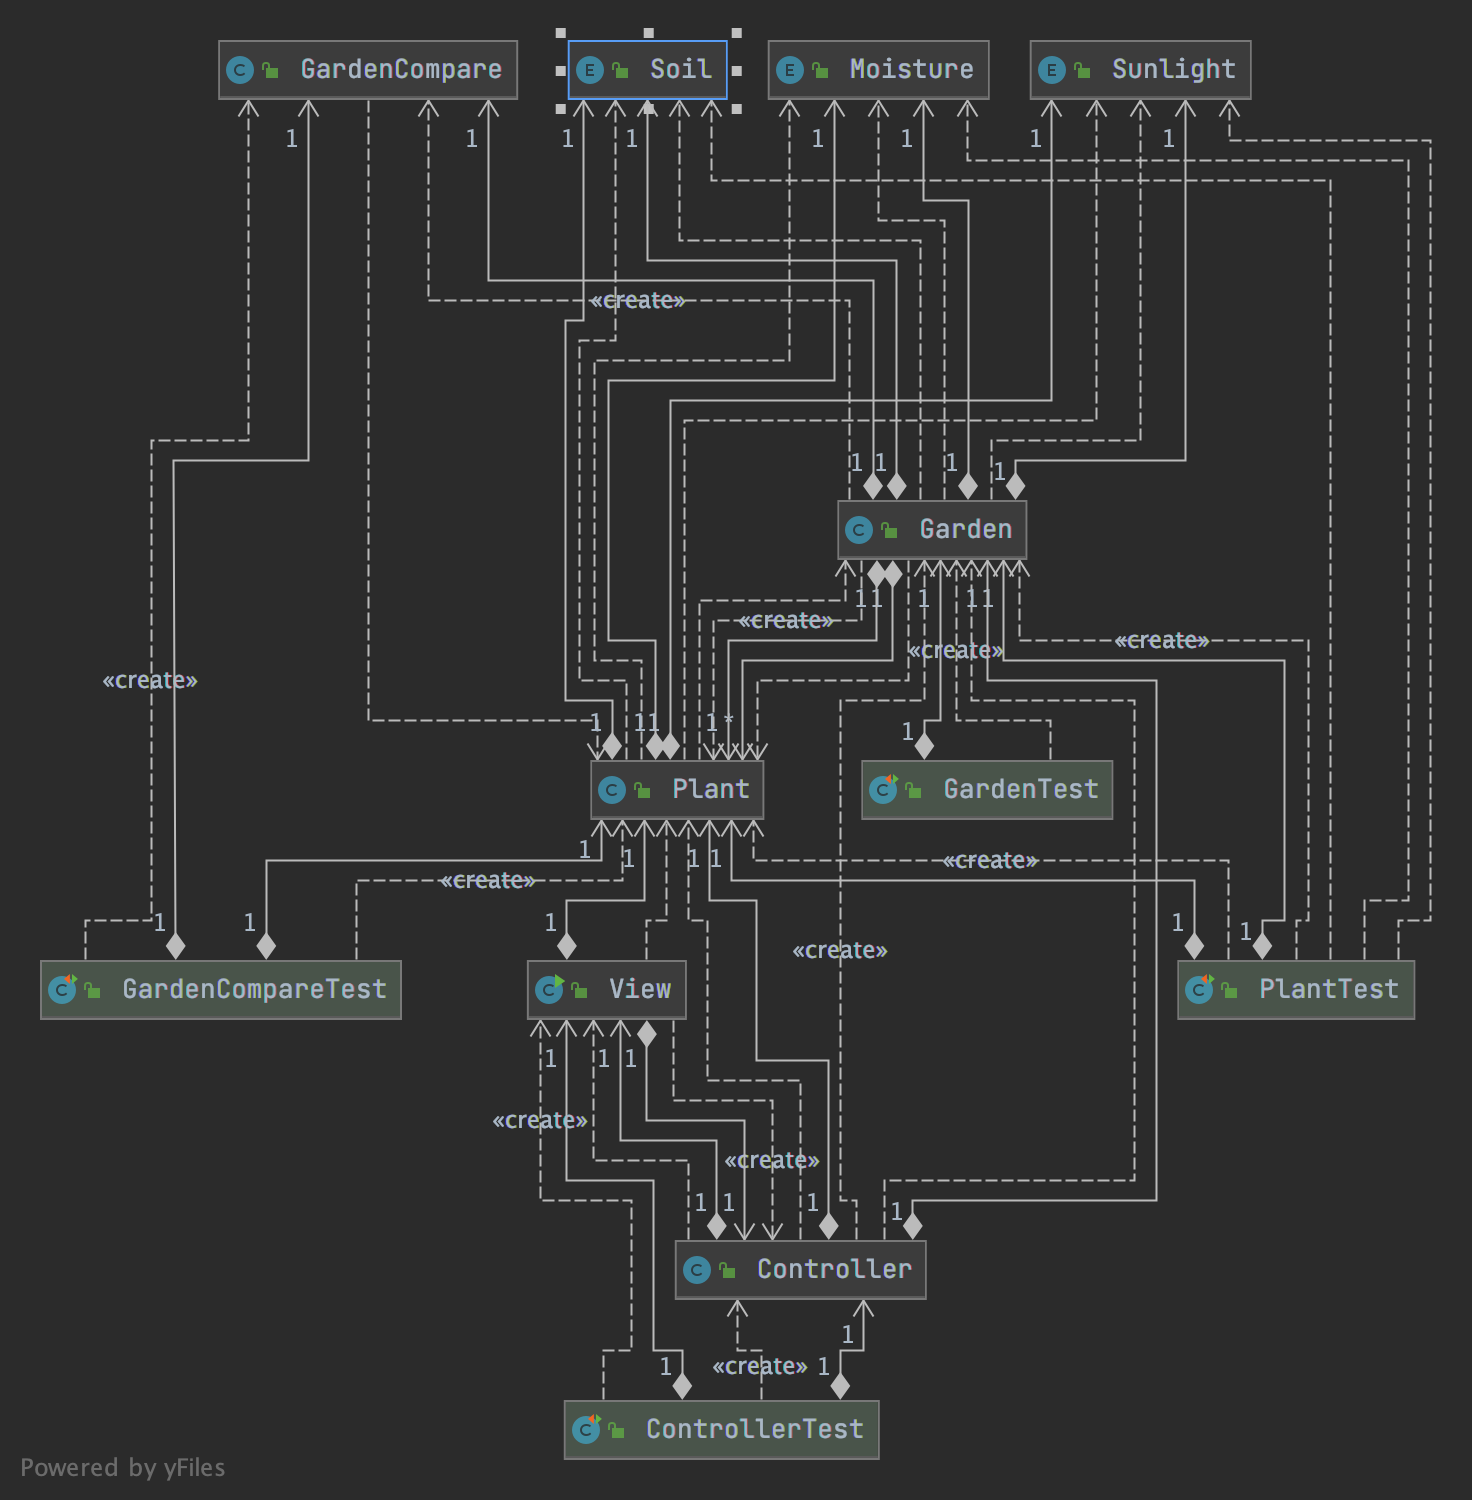 C GardenCompare
E Soil
E Moisture
E Sunlight
1 1 1 1 1 1 1 1
«create»
1 1 1 1
C Garden
1 1 1 1 1
«create»
«create»
«create»
«create»
1 1 1 1 *
1
C Plant
C GardenTest
1 1 1 1
«create»
«create»
1 1 1 1 1
«create»
C GardenCompareTest
C View
C PlantTest
1 1 1
«create»
«create»
1 1 1 1
C Controller
1
«create»
1 1
C ControllerTest
Powered by yFiles